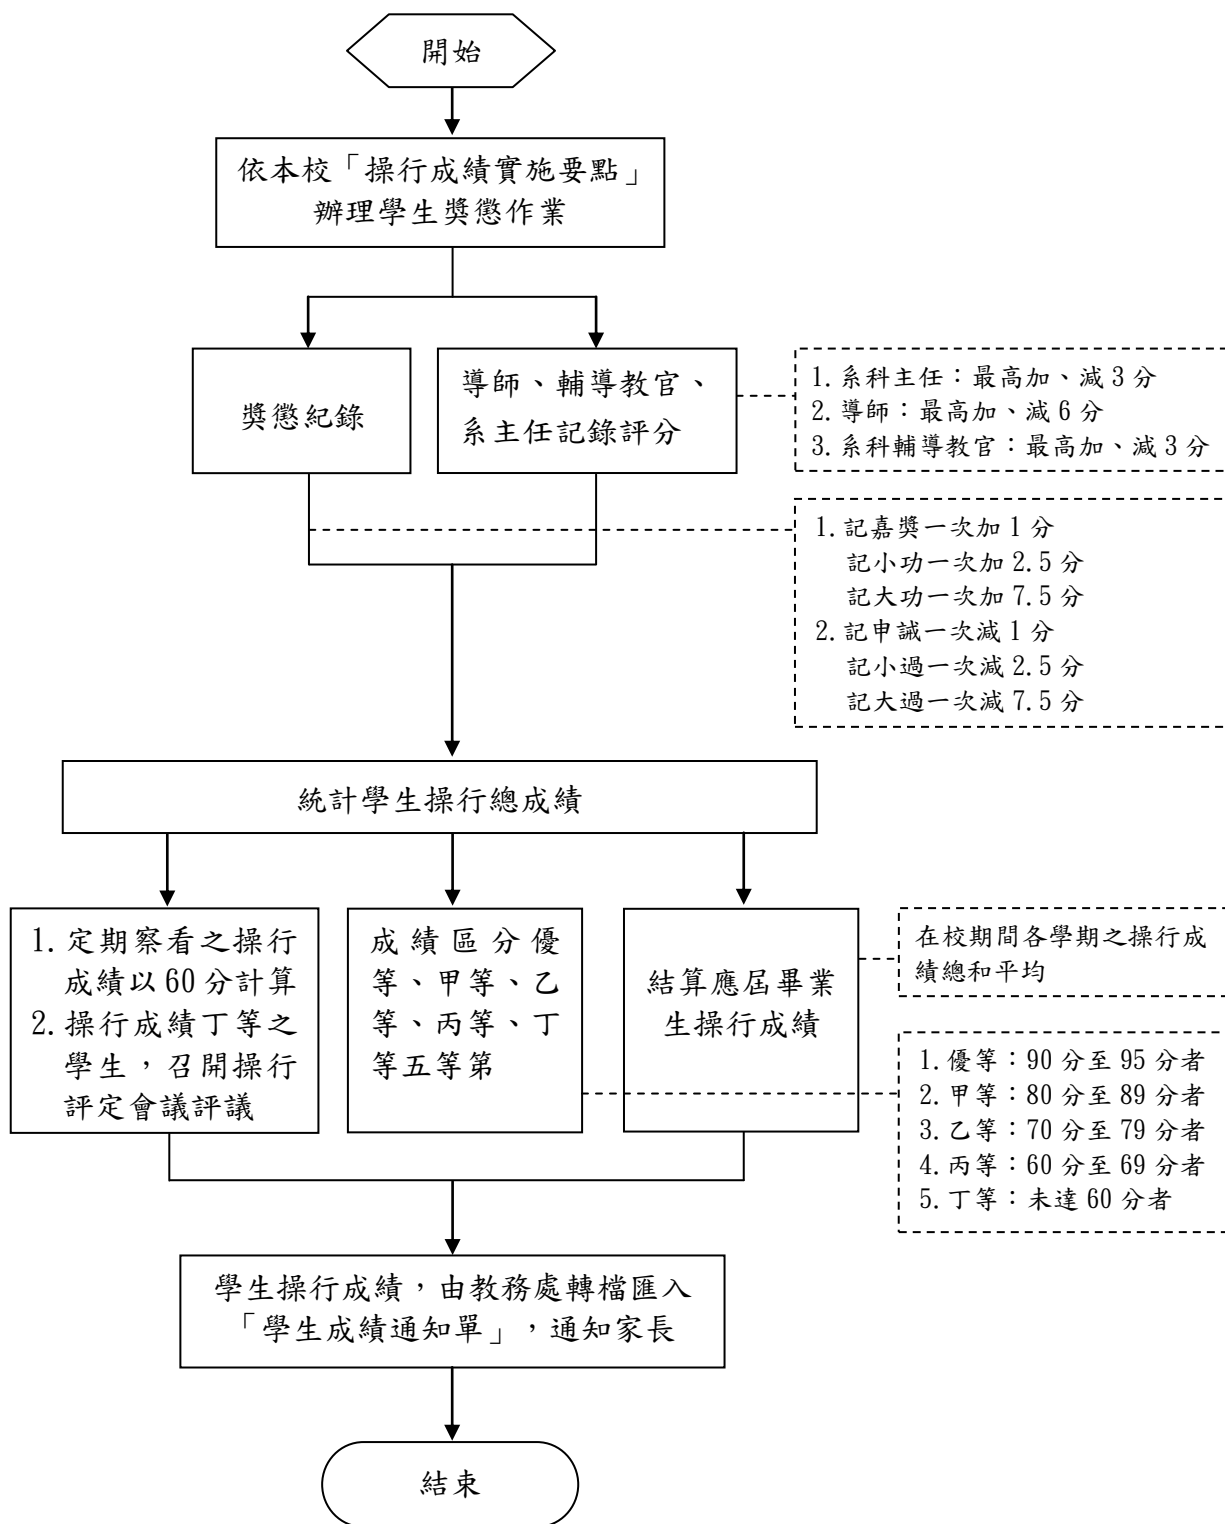 開始
依本校「操行成績實施要點」
辦理學生獎懲作業
獎懲紀錄
導師、輔導教官、
系主任記錄評分
1.系科主任：最高加、減3分
2.導師：最高加、減6分
3.系科輔導教官：最高加、減3分
1.記嘉獎一次加1分
記小功一次加2.5分
記大功一次加7.5分
2.記申誡一次減1分
記小過一次減2.5分
記大過一次減7.5分
統計學生操行總成績
1.定期察看之操行
成績以60分計算
2.操行成績丁等之
學生，召開操行
評定會議評議
成績區分優
等、甲等、乙
等、丙等、丁
等五等第
結算應屆畢業
生操行成績
在校期間各學期之操行成
績總和平均
1.優等：90分至95分者
2.甲等：80分至89分者
3.乙等：70分至79分者
4.丙等：60分至69分者
5.丁等：未達60分者
學生操行成績，由教務處轉檔匯入
「學生成績通知單」，通知家長
結束